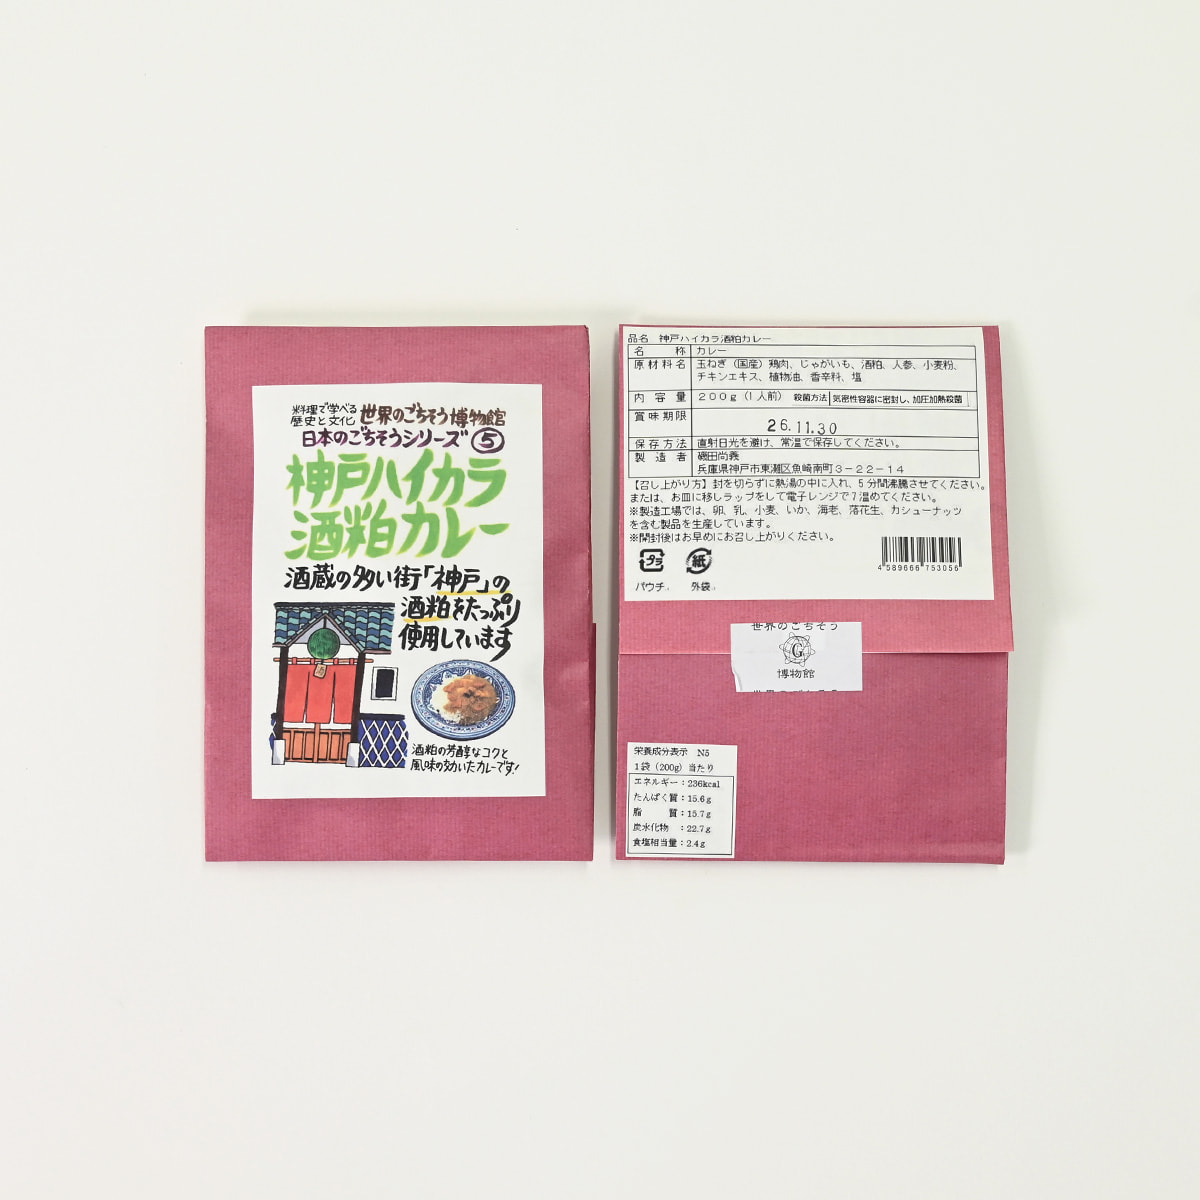 料理で学べる
歴史と文化
世界のごちそう博物館
日本のごちそうシリーズ⑤
神戸ハイカラ
酒粕カレー
酒蔵の多い街「神戸」の
酒粕をたっぷり
使用しています
酒粕の芳醇なコクと
風味の効いたカレーです!
品名 神戸ハイカラ酒粕カレー
名称 カレー
原材料名 玉ねぎ(国産)鶏肉、じゃがいも、酒粕、人参、小麦粉、
チキンエキス、植物油、香辛料、塩
内容量 200g(1人前) 殺菌方法 気密性容器に密封し、加圧加熱殺菌
賞味期限 26.11.30
保存方法 直射日光を避け、常温で保存してください。
製造者 磯田尚義
兵庫県神戸市東灘区魚崎南町3-22-14
【召し上がり方】封を切らずに熱湯の中に入れ、5分間沸騰させてください。
または、お皿に移しラップをして電子レンジで7温めてください。
※製造工場では、卵、乳、小麦、いか、海老、落花生、カシューナッツ
を含む製品を生産しています。
※開封後はお早めにお召し上がりください。
プラ 紙
パウチ 外袋
4589666753056
世界のごちそう
G
博物館
栄養成分表示 N5
1袋(200g)当たり
エネルギー:236kcal
たんぱく質:15.6g
脂質:15.7g
炭水化物:22.7g
食塩相当量:2.4g